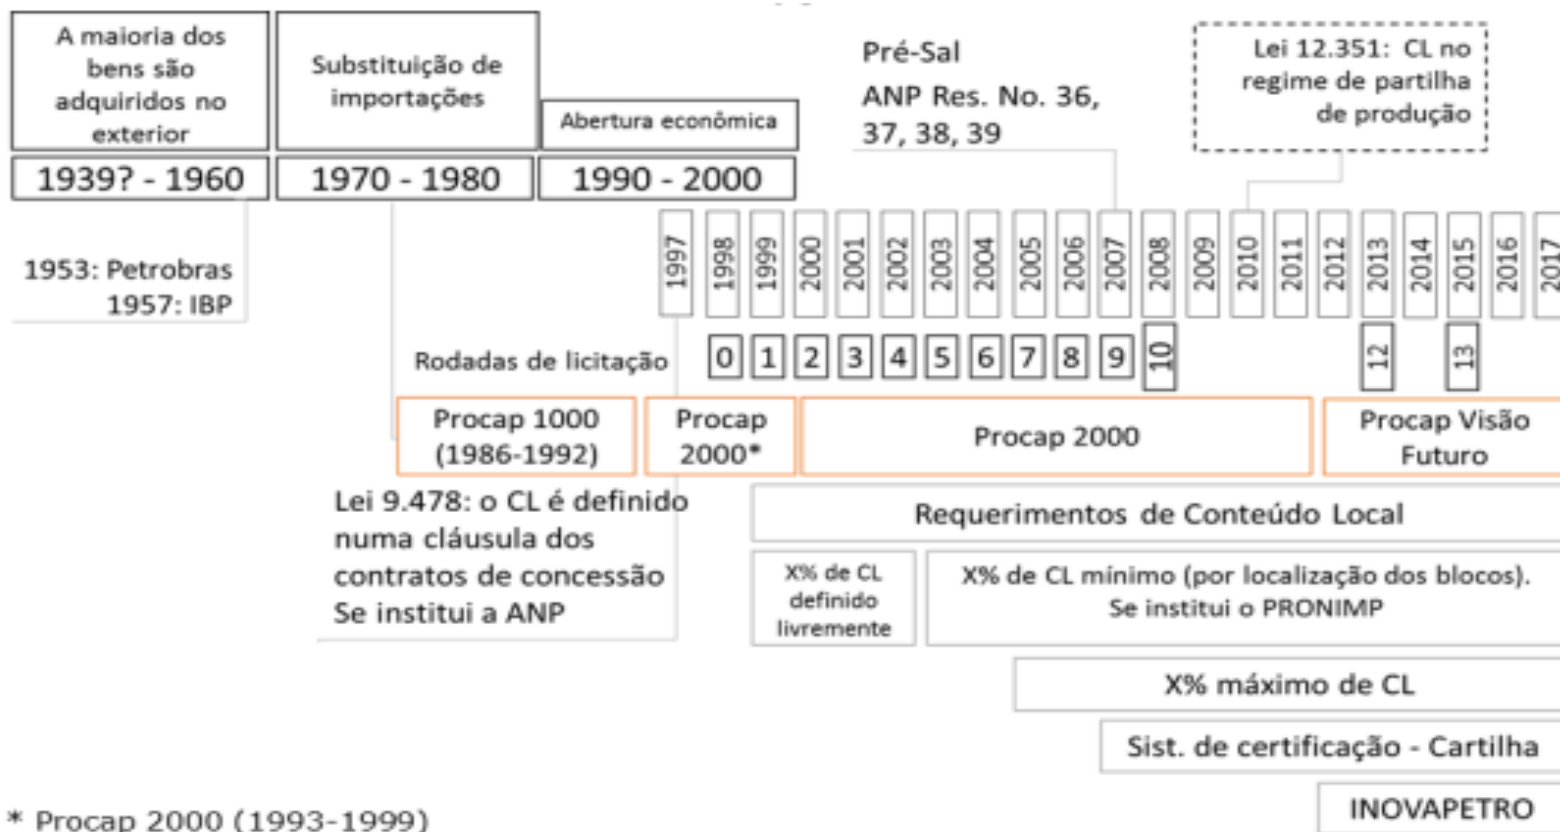 A maioria dos
bens são
adquiridos no
exterior
Substituição de
importações
Abertura econômica
1939? - 1960
1970 - 1980
1990 - 2000
Pré-Sal
ANP Res. No. 36,
37, 38, 39
Lei 12.351: CL no
regime de partilha
de produção
1953: Petrobras
1957: IBP
1997
1998
1999
2000
2001
2002
2003
2004
2005
2006
2007
2008
2009
2010
2011
2012
2013
2014
2015
2016
2017
Rodadas de licitação
0
1
2
3
4
5
6
7
8
9
10
12
13
Procap 1000
(1986-1992)
Procap
2000*
Procap 2000
Procap Visão
Futuro
Lei 9.478: o CL é definido
numa cláusula dos
contratos de concessão
Se institui a ANP
Requerimentos de Conteúdo Local
X% de CL
definido
livremente
X% de CL mínimo (por localização dos blocos).
Se institui o PRONIMP
X% máximo de CL
Sist. de certificação - Cartilha
INOVAPETRO
* Procap 2000 (1993-1999)